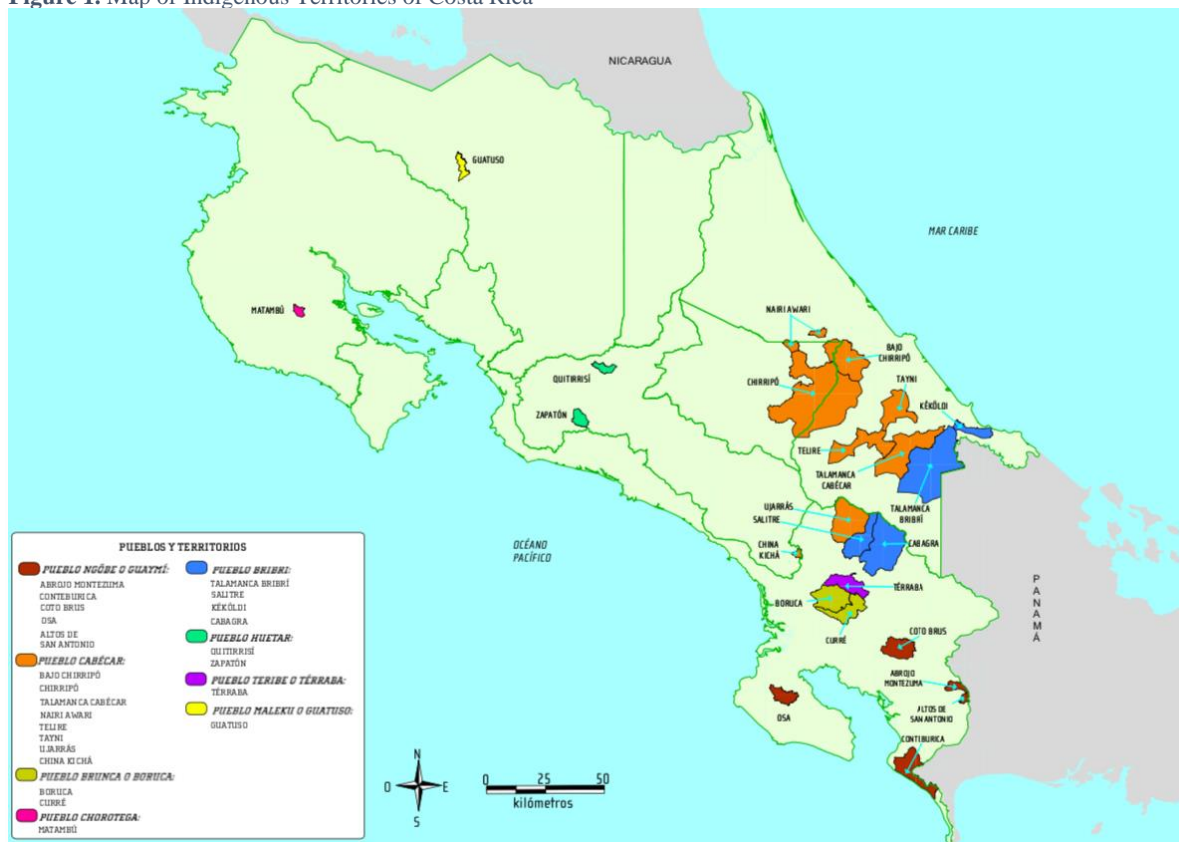 Figure 1. Map of Indigenous Territories of Costa Rica
NICARAGUA
GUATUSO
MAR CARIBE
MATAMBÚ
NAIRI AWARI
BAJO
CHIRRIPÓ
QUITIRRISÍ
CHIRRIPÓ
TAYNI
KÉKÖLDI
ZAPATÓN
TELIRE
TALAMANCA
CABÉCAR
UJARRÁS
SALITRE
TALAMANCA
BRIBRÍ
CHINA
KICHÁ
CABAGRA
OCÉANO
PACÍFICO
TÉRRABA
BORUCA
CURRÉ
PANAMÁ
COTO BRUS
ABROJO
MONTEZUMA
OSA
ALTOS DE
SAN ANTONIO
CONTIBURICA
PUEBLOS Y TERRITORIOS
PUEBLO NGÖBE O GUAYMÍ:
ABROJO MONTEZUMA
CONTEBURICA
COTO BRUS
OSA
ALTOS DE
SAN ANTONIO
PUEBLO CABÉCAR:
BAJO CHIRRIPÓ
CHIRRIPÓ
TALAMANCA CABÉCAR
NAIRI AWARI
TELIRE
TAYNI
UJARRÁS
CHINA KICHÁ
PUEBLO BRUNCA O BORUCA:
BORUCA
CURRÉ
PUEBLO CHOROTEGA:
MATAMBÚ
PUEBLO BRIBRI:
TALAMANCA BRIBRÍ
SALITRE
KÉKÖLDI
CABAGRA
PUEBLO HUETAR:
QUITIRRISÍ
ZAPATÓN
PUEBLO TERIBE O TÉRRABA:
TÉRRABA
PUEBLO MALEKU O GUATUSO:
GUATUSO
N
O E
S
0 25 50
kilómetros